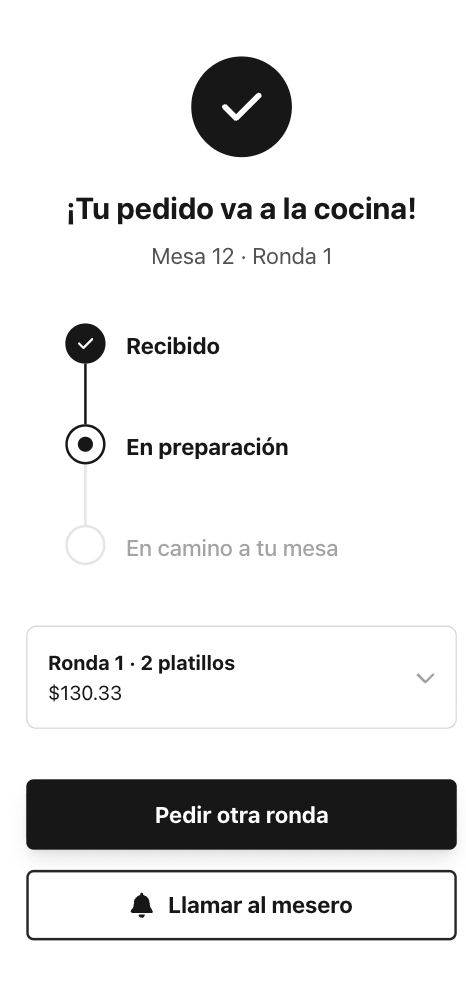 ¡Tu pedido va a la cocina!
Mesa 12 · Ronda 1
Recibido
En preparación
En camino a tu mesa
Ronda 1 · 2 platillos
$130.33
Pedir otra ronda
Llamar al mesero